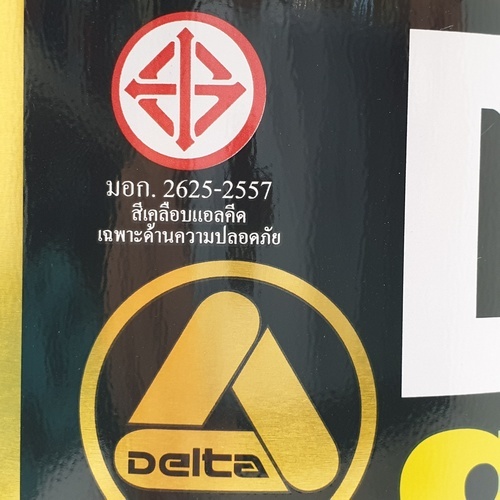 มอก. 2625-2557
สีเคลือบแอลคีด
เฉพาะด้านความปลอดภัย
Delta